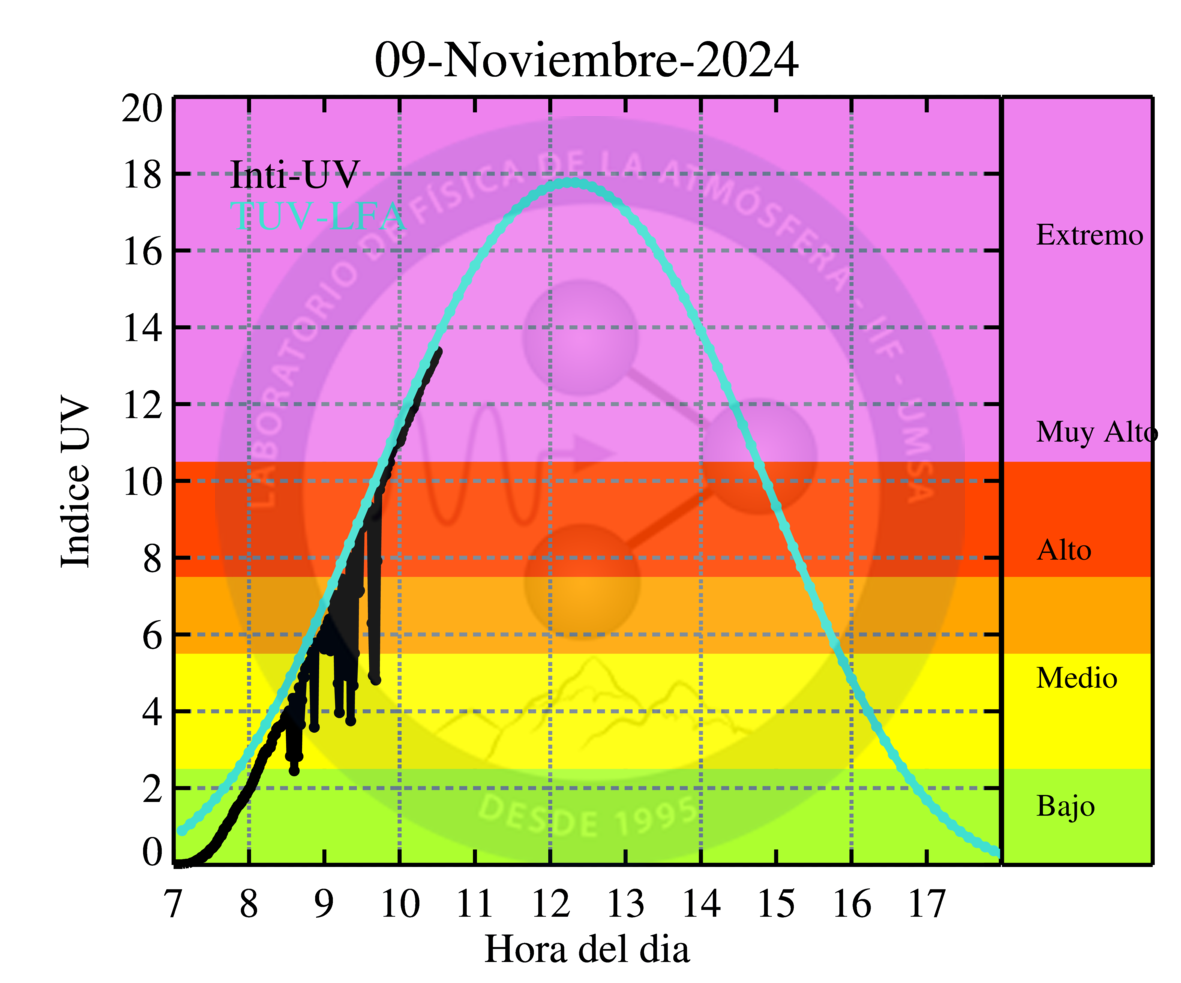 09-Noviembre-2024
20
18
16
14
12
10
8
6
4
2
0
Indice UV
Inti-UV
TUV-LFA
LABORATORIO DE FÍSICA DE LA ATMÓSFERA - IIF - UMSA
DESDE 1995
Extremo
Muy Alto
Alto
Medio
Bajo
7 8 9 10 11 12 13 14 15 16 17
Hora del dia